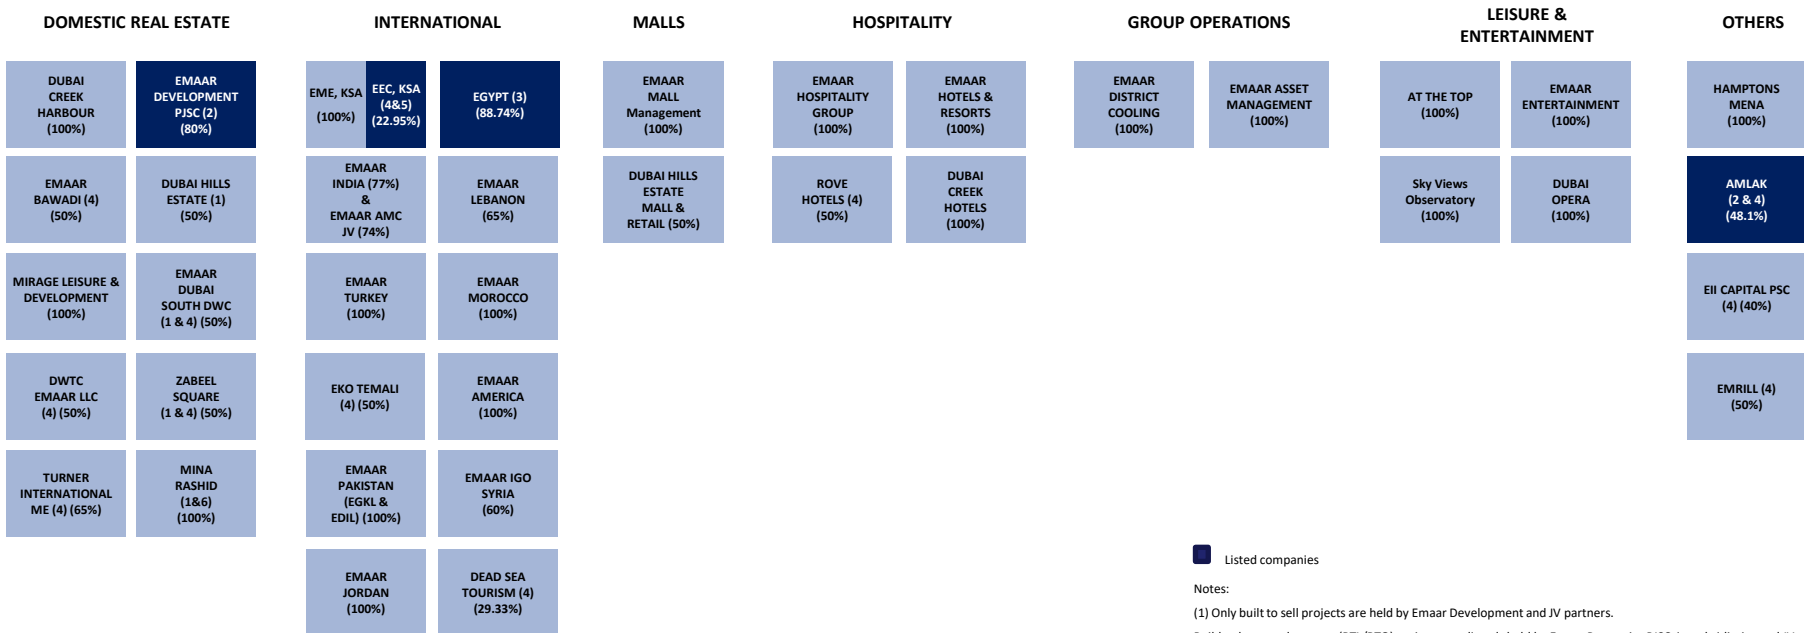 DOMESTIC REAL ESTATE
INTERNATIONAL
MALLS
HOSPITALITY
GROUP OPERATIONS
LEISURE &
ENTERTAINMENT
OTHERS
DUBAI
CREEK
HARBOUR
(100%)
EMAAR
DEVELOPMENT
PJSC (2)
(80%)
EMAAR
BAWADI (4)
(50%)
DUBAI HILLS
ESTATE (1)
(50%)
MIRAGE LEISURE &
DEVELOPMENT
(100%)
EMAAR
DUBAI
SOUTH DWC
(1 & 4) (50%)
DWTC
EMAAR LLC
(4) (50%)
ZABEEL
SQUARE
(1 & 4) (50%)
TURNER
INTERNATIONAL
ME (4) (65%)
MINA
RASHID
(1&6)
(100%)
EME, KSA
(100%)
EEC, KSA
(4&5)
(22.95%)
EGYPT (3)
(88.74%)
EMAAR
INDIA (77%)
&
EMAAR AMC
JV (74%)
EMAAR
LEBANON
(65%)
EMAAR
TURKEY
(100%)
EMAAR
MOROCCO
(100%)
EKO TEMALI
(4) (50%)
EMAAR
AMERICA
(100%)
EMAAR
PAKISTAN
(EGKL &
EDIL) (100%)
EMAAR IGO
SYRIA
(60%)
EMAAR
JORDAN
(100%)
DEAD SEA
TOURISM (4)
(29.33%)
EMAAR
MALL
Management
(100%)
DUBAI HILLS
ESTATE
MALL &
RETAIL (50%)
EMAAR
HOSPITALITY
GROUP
(100%)
EMAAR
HOTELS &
RESORTS
(100%)
ROVE
HOTELS (4)
(50%)
DUBAI
CREEK
HOTELS
(100%)
EMAAR
DISTRICT
COOLING
(100%)
EMAAR ASSET
MANAGEMENT
(100%)
AT THE TOP
(100%)
EMAAR
ENTERTAINMENT
(100%)
Sky Views
Observatory
(100%)
DUBAI
OPERA
(100%)
HAMPTONS
MENA
(100%)
AMLAK
(2 & 4)
(48.1%)
EII CAPITAL PSC
(4) (40%)
EMRILL (4)
(50%)
Listed companies
Notes:
(1) Only built to sell projects are held by Emaar Development and JV partners.